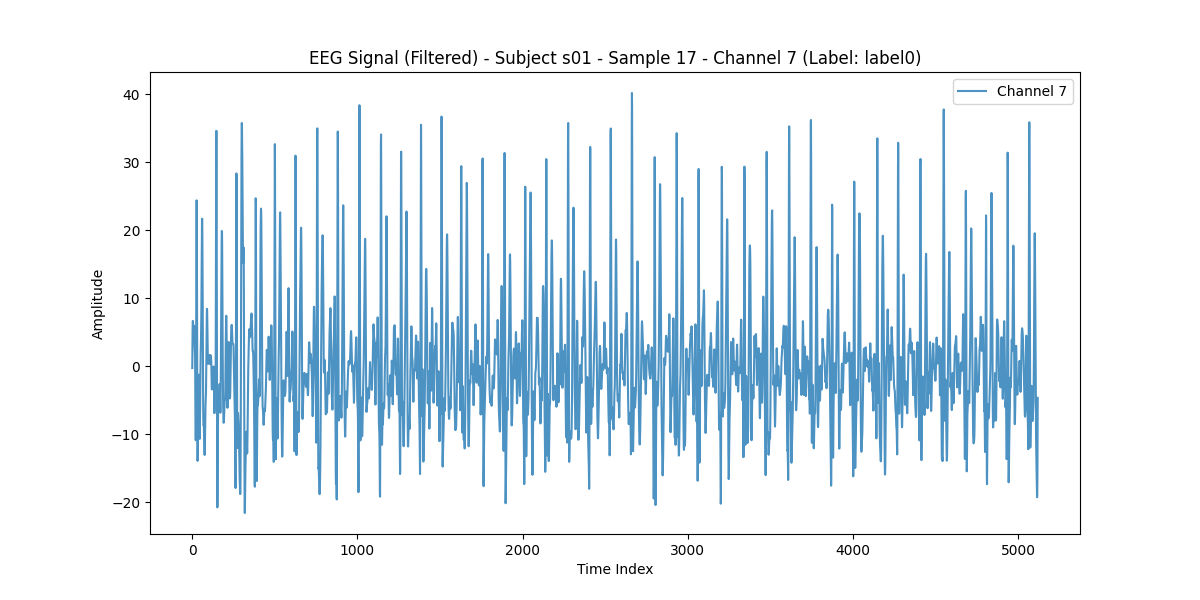 EEG Signal (Filtered) - Subject s01 - Sample 17 - Channel 7 (Label: label0)
Channel 7
40
30
20
10
0
−10
−20
Amplitude
0 1000 2000 3000 4000 5000
Time Index